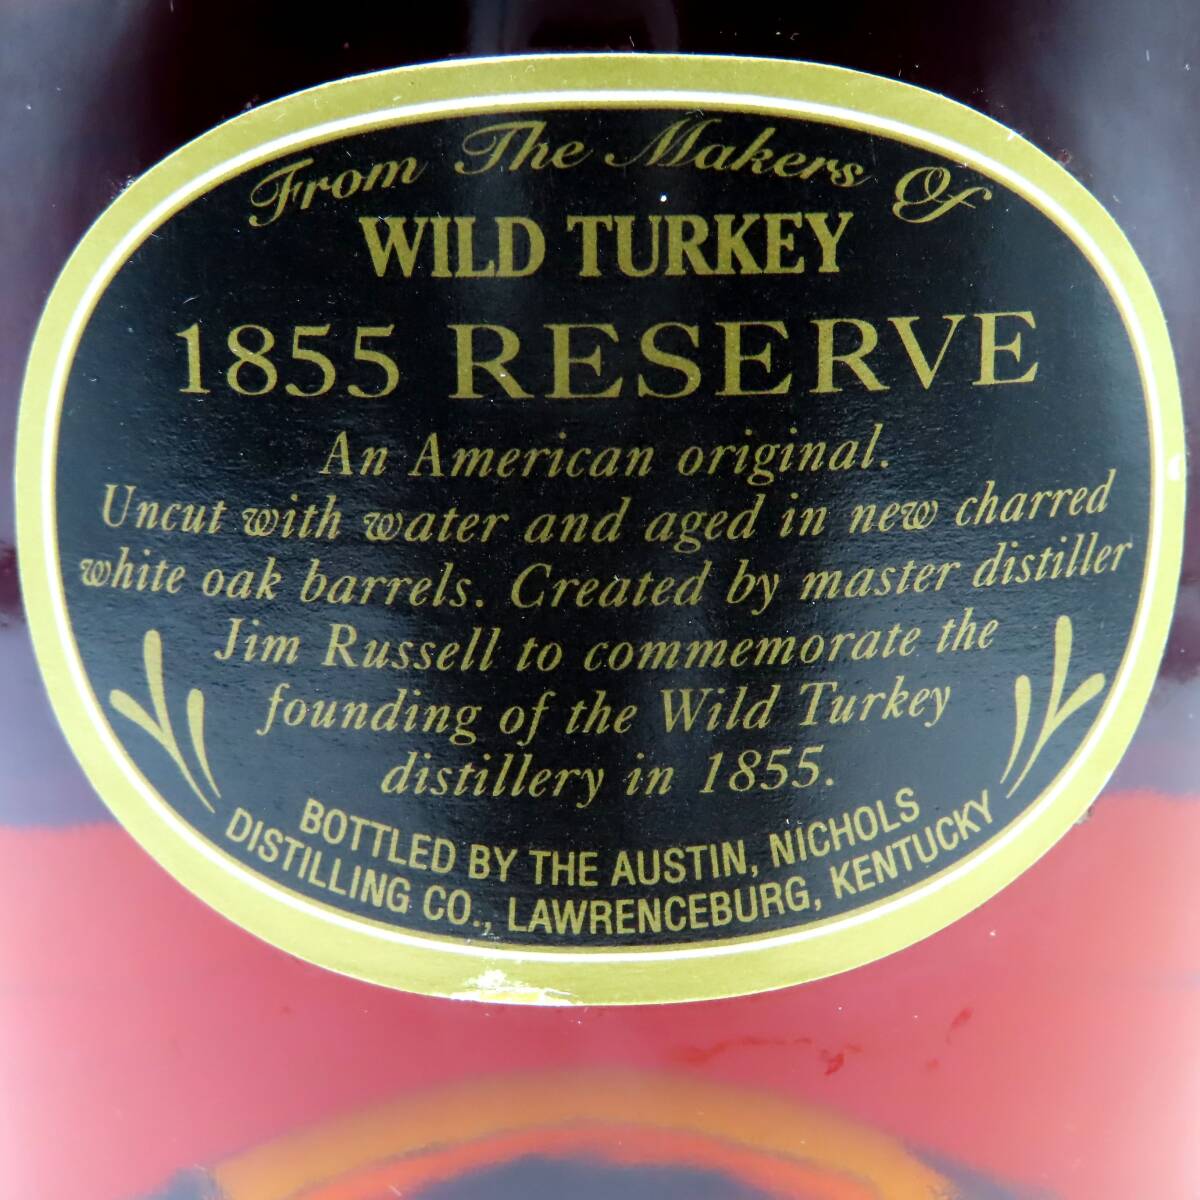 From The Makers Of
WILD TURKEY
1855 RESERVE
An American original.
Uncut with water and aged in new charred
white oak barrels. Created by master distiller
Jim Russell to commemorate the
founding of the Wild Turkey
distillery in 1855.
BOTTLED BY THE AUSTIN, NICHOLS
DISTILLING CO., LAWRENCEBURG, KENTUCKY